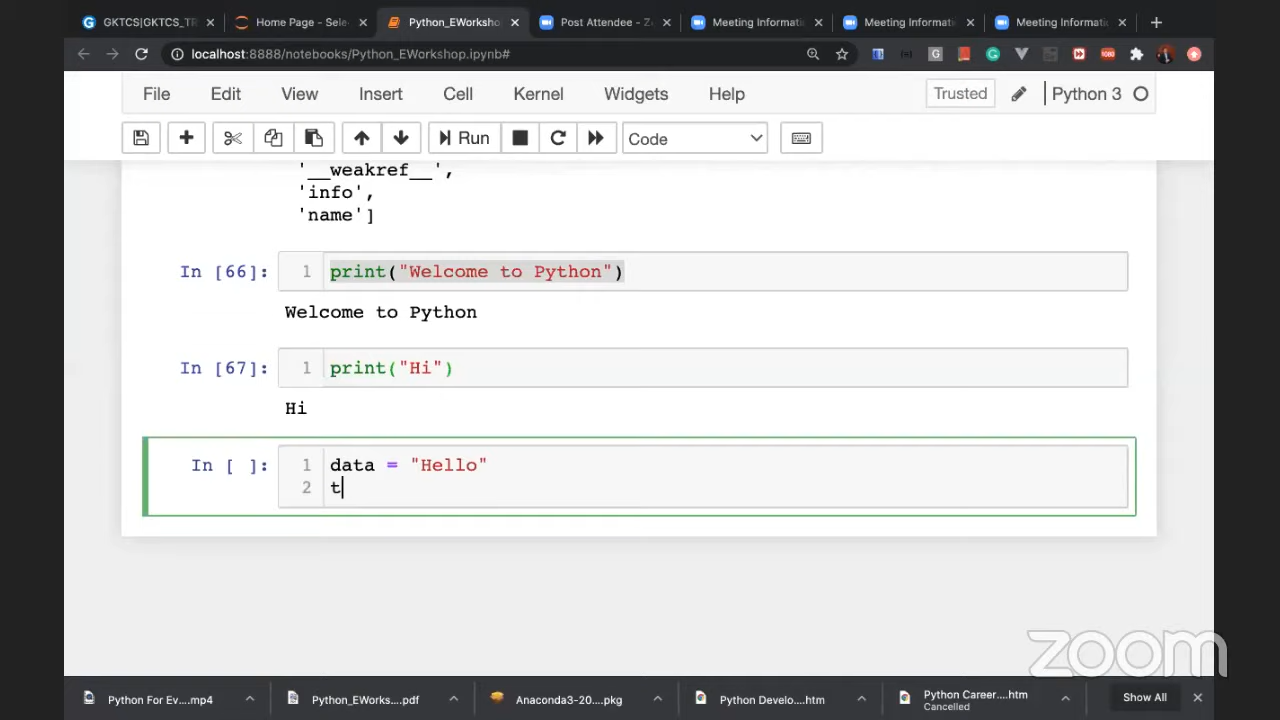 GKTCS|GKTCS_TR
Home Page - Sele
Python_EWorksho
Post Attendee - Z
Meeting Informati
Meeting Informati
Meeting Informati
localhost:8888/notebooks/Python_EWorkshop.ipynb#
File Edit View Insert Cell Kernel Widgets Help Trusted Python 3
Run Code
'__weakref__',
'info',
'name']
In [66]: 1 print("Welcome to Python")
Welcome to Python
In [67]: 1 print("Hi")
Hi
In [ ]: 1 data = "Hello"
2 t
zoom
Python For Ev....mp4
Python_EWorks....pdf
Anaconda3-20....pkg
Python Develo....htm
Python Career....htm
Cancelled
Show All